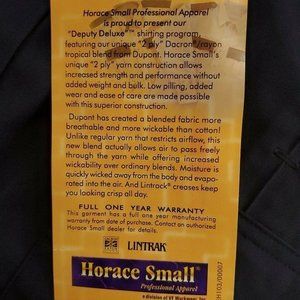 Horace Small Professional Apparel
is proud to present our
"Deputy Deluxe"™ shirting program,
featuring our unique "2 ply" Dacron®/rayon
tropical blend from Dupont. Horace Small's
unique "2 ply" yarn construction allows
increased strength and performance without
added weight and bulk. Low pilling, added
wear and ease of care are made possible
with this superior construction.
Dupont has created a blended fabric more
breathable and more wickable than cotton!
Unlike regular yarn that restricts airflow, this
new blend actually allows air to pass freely
through the yarn while offering increased
wickability over ordinary blends. Moisture is
quickly wicked away from the body and evapo-
rated into the air. And Lintrack® creases keep
you looking crisp all day.
FULL ONE YEAR WARRANTY
This garment has a full one year manufacturing
warranty from date of purchase. Contact an authorized
Horace Small dealer for details.
LINTRAK
Horace Small®
Professional Apparel
a division of VF Workwear
H103/00007